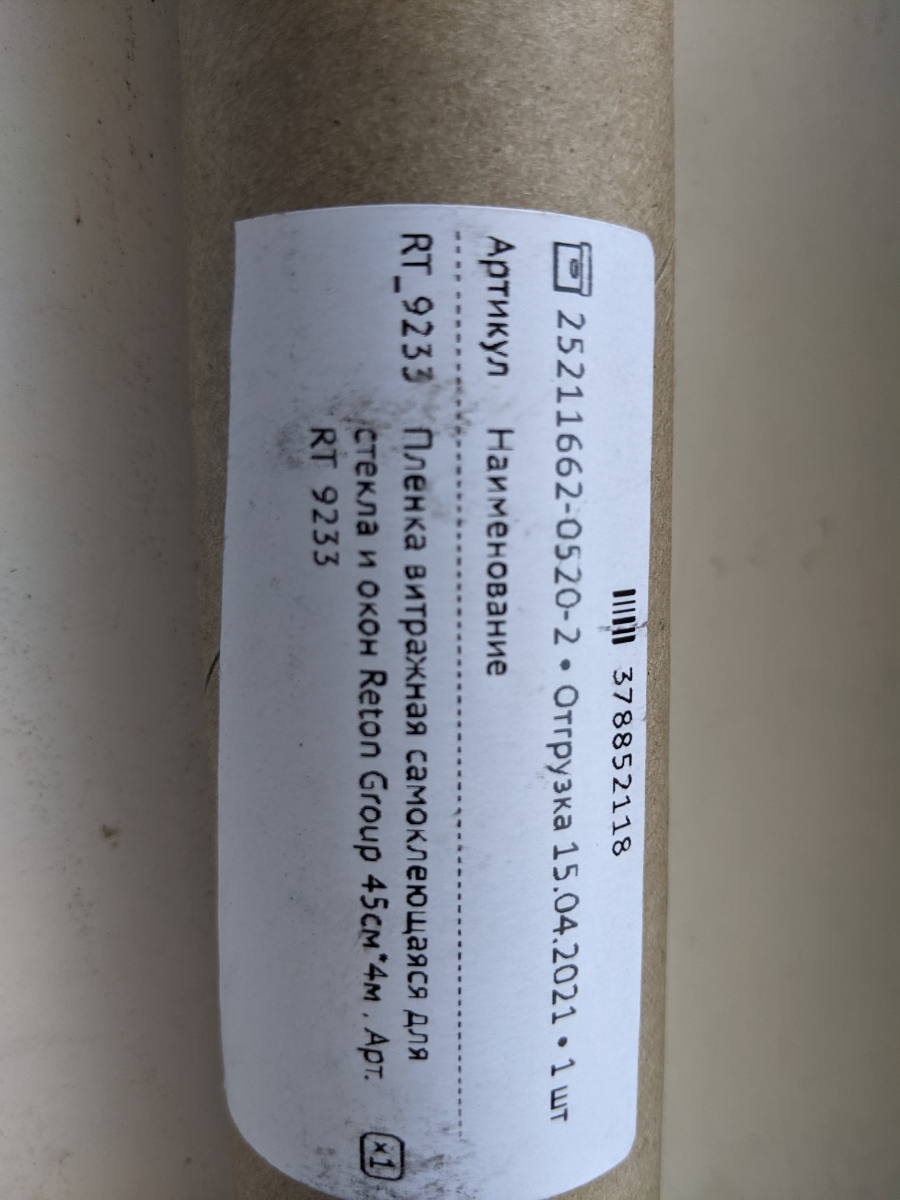 378852118
25211662-0520-2 • Отгрузка 15.04.2021 • 1 шт
Артикул Наименование
RT_9233 Пленка витражная самоклеющаяся для
стекла и окон Reton Group 45см*4м . Арт.
RT 9233
x1